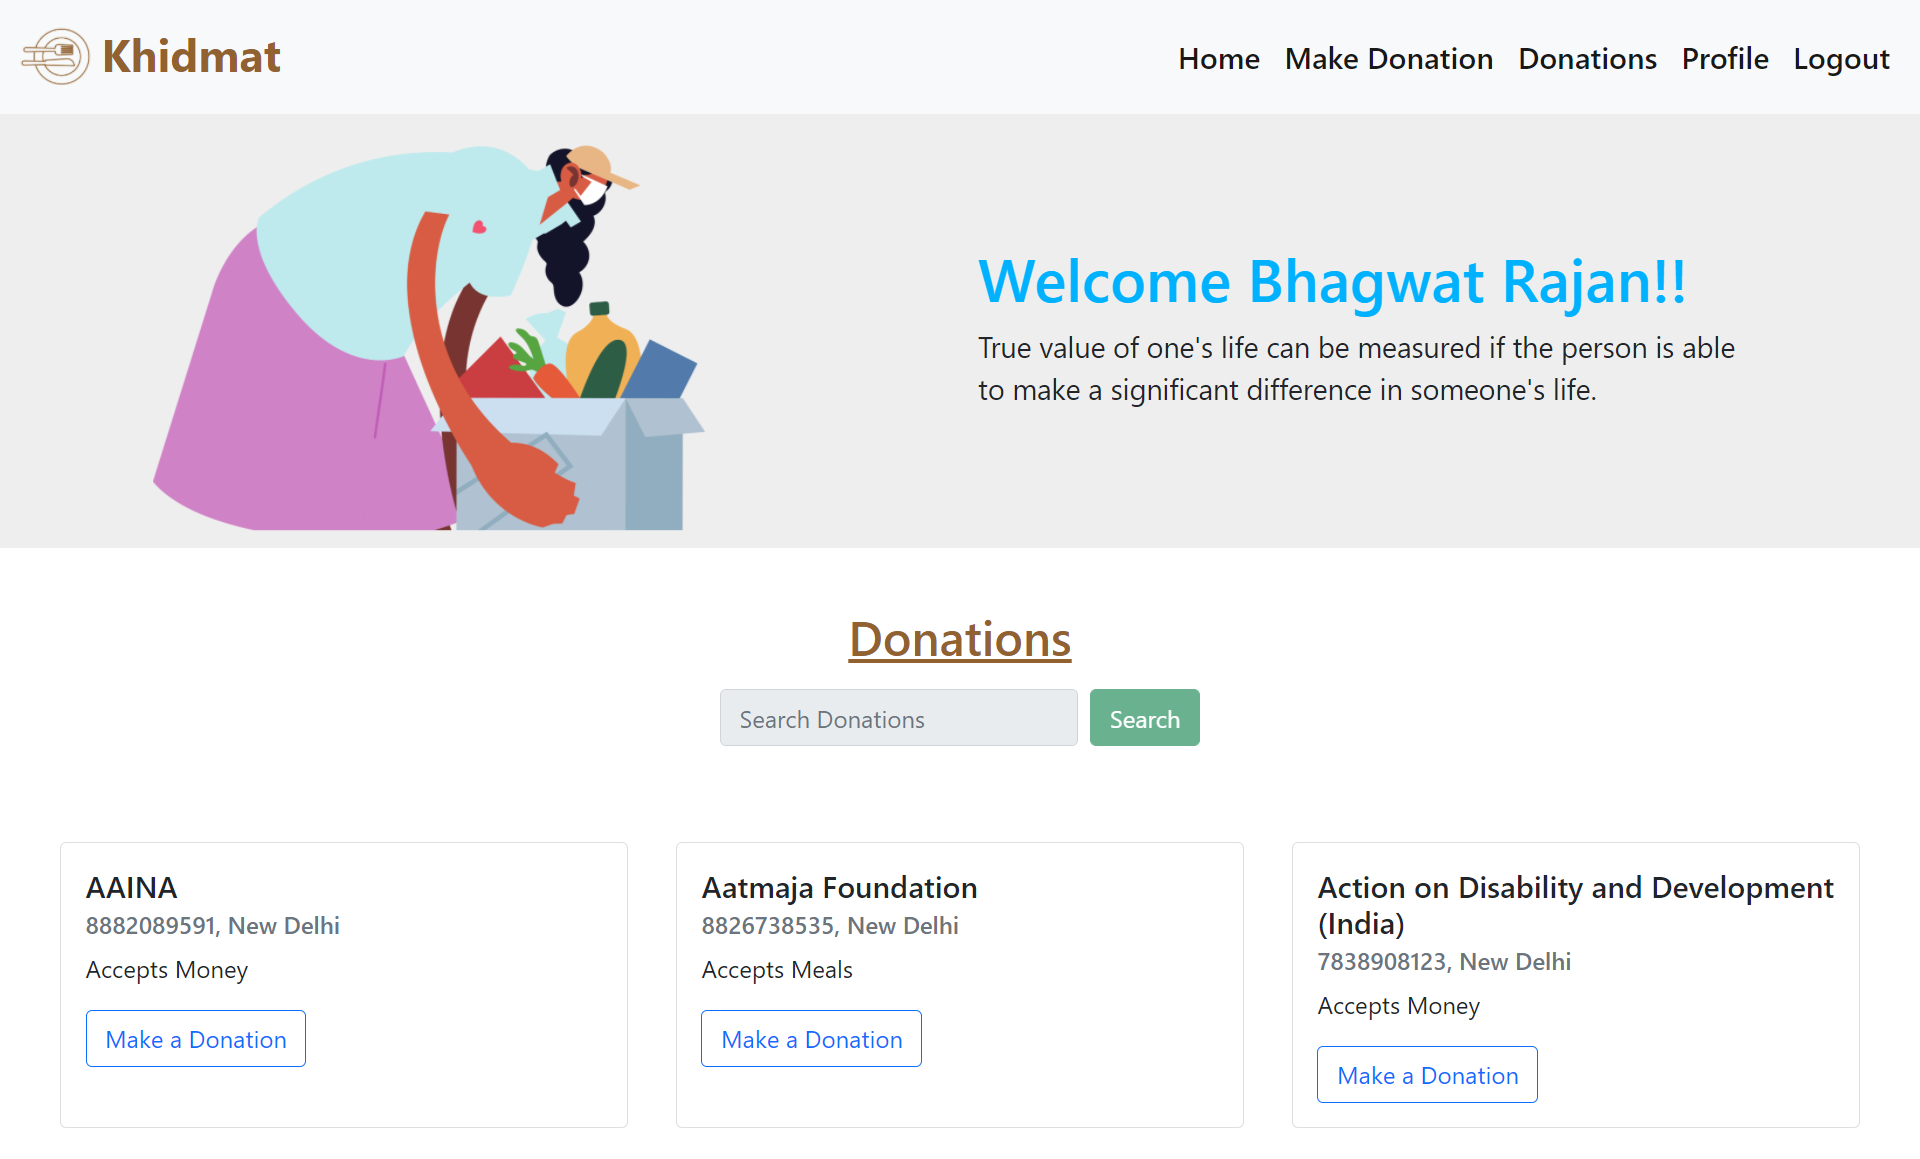 Khidmat
Home Make Donation Donations Profile Logout
Welcome Bhagwat Rajan!!
True value of one's life can be measured if the person is able
to make a significant difference in someone's life.
Donations
Search Donations Search
AAINA
8882089591, New Delhi
Accepts Money
Make a Donation
Aatmaja Foundation
8826738535, New Delhi
Accepts Meals
Make a Donation
Action on Disability and Development
(India)
7838908123, New Delhi
Accepts Money
Make a Donation